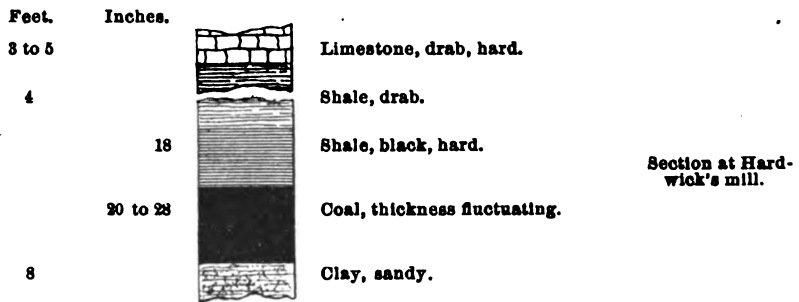 Feet. Inches.
3 to 5 Limestone, drab, hard.
4 Shale, drab.
18 Shale, black, hard.
Section at Hard-
wick's mill.
20 to 28 Coal, thickness fluctuating.
8 Clay, sandy.